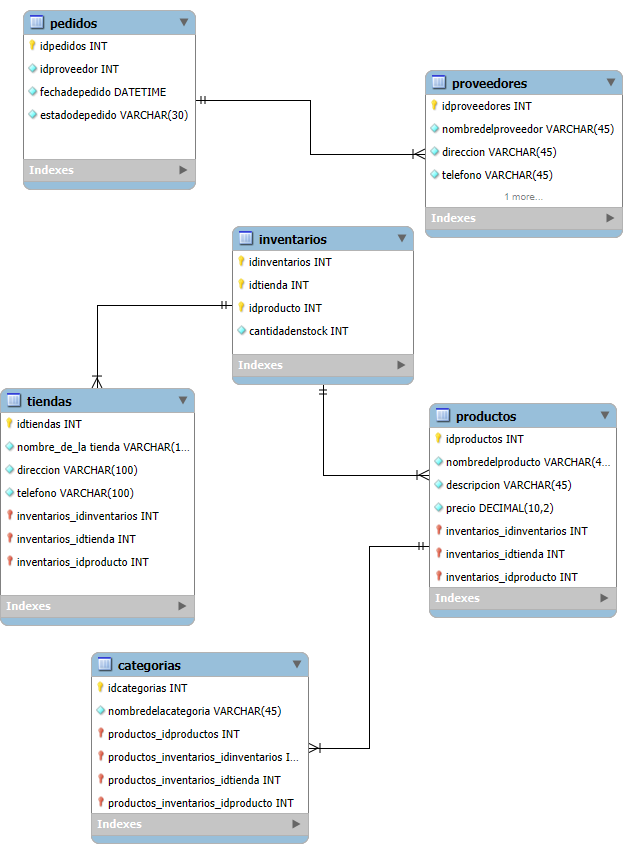 pedidos
idpedidos INT
idproveedor INT
fechadepedido DATETIME
estadodepedido VARCHAR(30)
Indexes
proveedores
idproveedores INT
nombredelproveedor VARCHAR(45)
direccion VARCHAR(45)
telefono VARCHAR(45)
1 more...
Indexes
inventarios
idinventarios INT
idtienda INT
idproducto INT
cantidadenstock INT
Indexes
tiendas
idtiendas INT
nombre_de_la tienda VARCHAR(1...
direccion VARCHAR(100)
telefono VARCHAR(100)
inventarios_idinventarios INT
inventarios_idtienda INT
inventarios_idproducto INT
Indexes
productos
idproductos INT
nombredelproducto VARCHAR(4...
descripcion VARCHAR(45)
precio DECIMAL(10,2)
inventarios_idinventarios INT
inventarios_idtienda INT
inventarios_idproducto INT
Indexes
categorias
idcategorias INT
nombredelacategoria VARCHAR(45)
productos_idproductos INT
productos_inventarios_idinventarios I...
productos_inventarios_idtienda INT
productos_inventarios_idproducto INT
Indexes